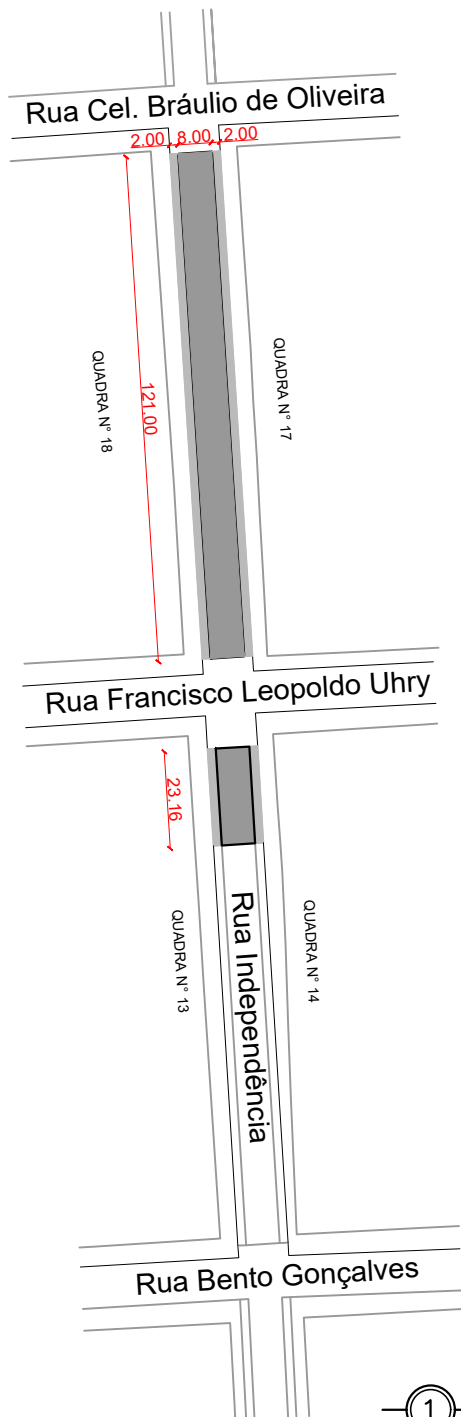 Rua Cel. Bráulio de Oliveira
2.00 8.00 2.00
QUADRA N° 18
121.00
QUADRA N° 17
Rua Francisco Leopoldo Uhry
23.16
QUADRA N° 13
Rua Independência
QUADRA N° 14
Rua Bento Gonçalves
1